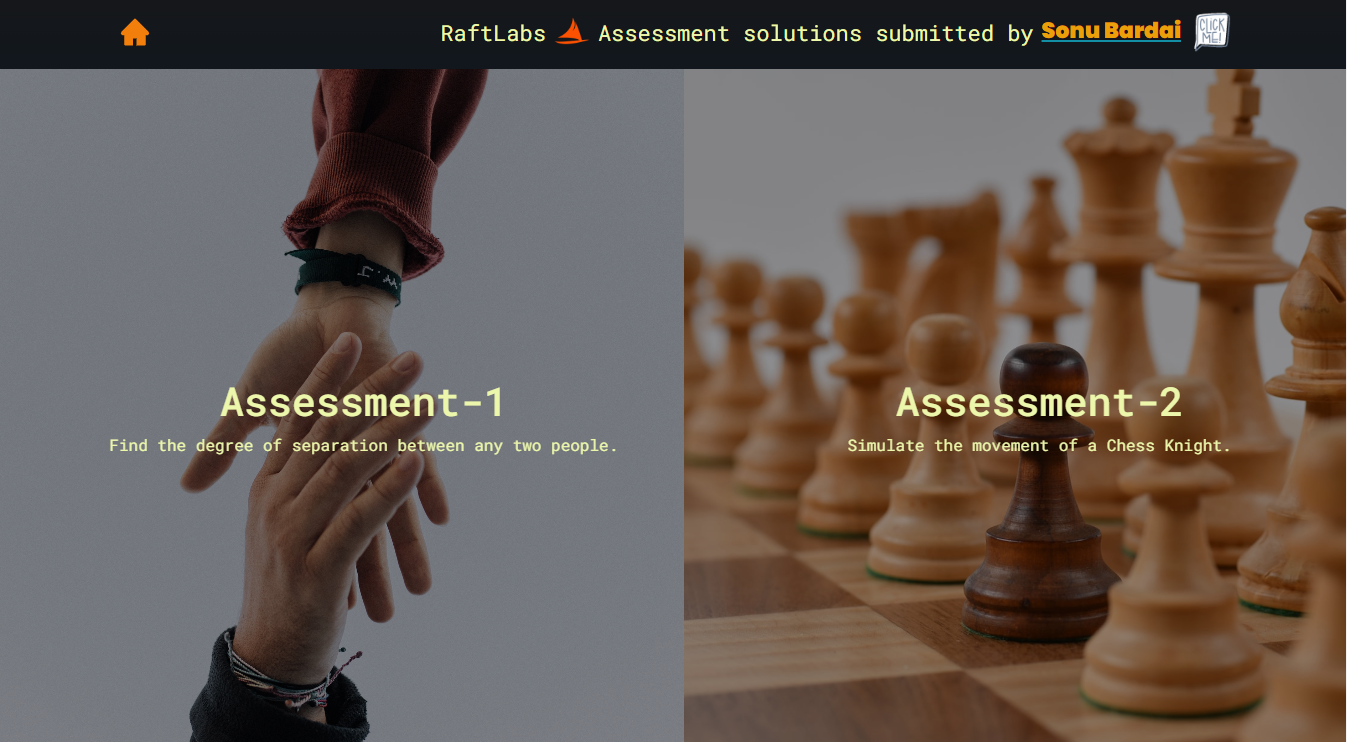 RaftLabs Assessment solutions submitted by Sonu Bardai CLICK ME!
Assessment-1
Find the degree of separation between any two people.
Assessment-2
Simulate the movement of a Chess Knight.